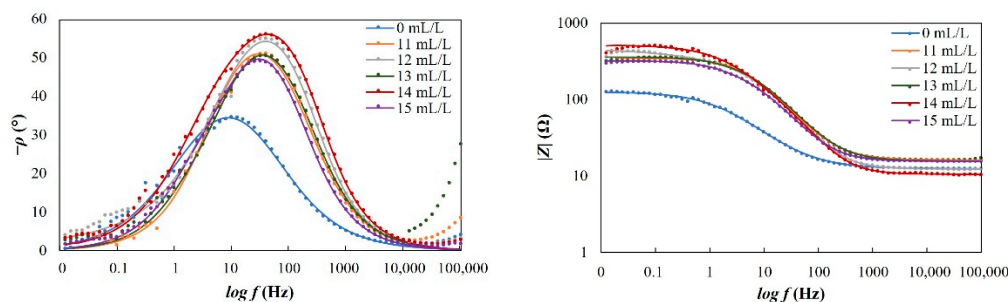 60
50
40
30
20
10
0
−ρ (°)
0 0.1 1 10 100 1000 10,000 100,000
log f (Hz)
0 mL/L
11 mL/L
12 mL/L
13 mL/L
14 mL/L
15 mL/L
1000
100
10
1
|Z| (Ω)
0 0.1 1 10 100 1000 10,000 100,000
log f (Hz)
0 mL/L
11 mL/L
12 mL/L
13 mL/L
14 mL/L
15 mL/L